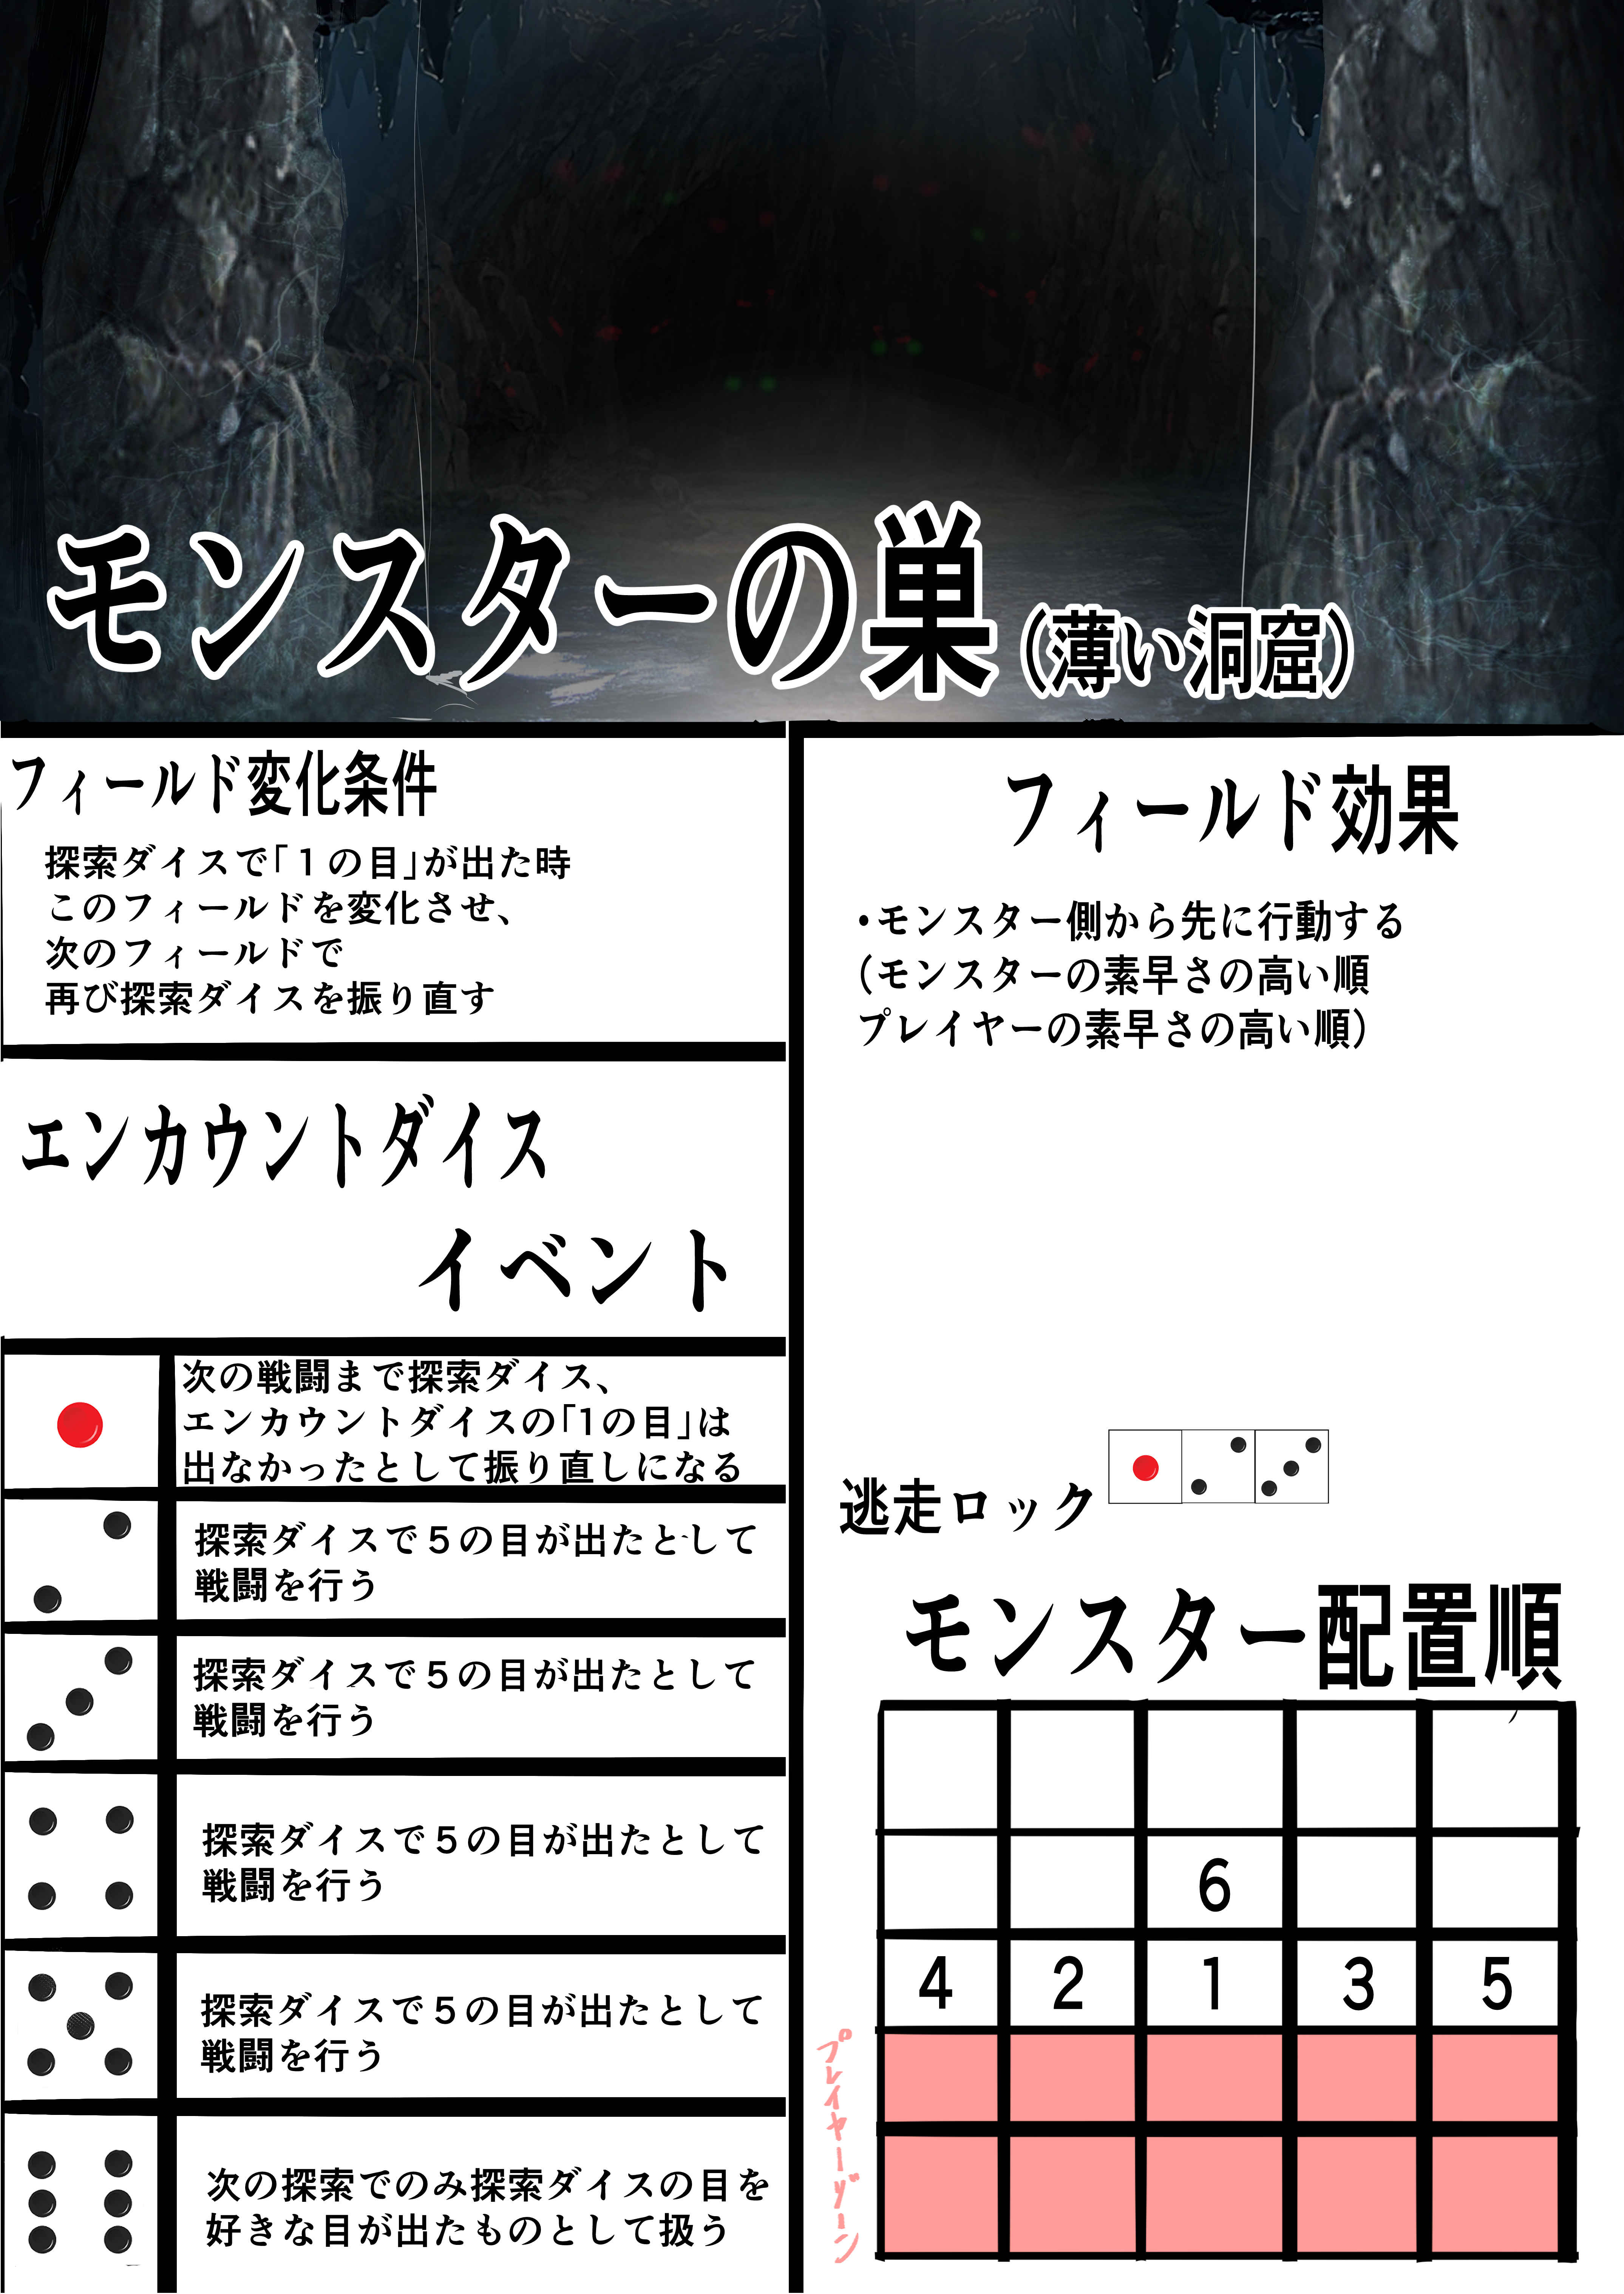 モンスターの巣（薄い洞窟）
フィールド変化条件
探索ダイスで「１の目」が出た時
このフィールドを変化させ、
次のフィールドで
再び探索ダイスを振り直す
エンカウントダイス
イベント
次の戦闘まで探索ダイス、
エンカウントダイスの「1の目」は
出なかったとして振り直しになる
探索ダイスで５の目が出たとして
戦闘を行う
探索ダイスで５の目が出たとして
戦闘を行う
探索ダイスで５の目が出たとして
戦闘を行う
探索ダイスで５の目が出たとして
戦闘を行う
次の探索でのみ探索ダイスの目を
好きな目が出たものとして扱う
フィールド効果
・モンスター側から先に行動する
（モンスターの素早さの高い順
プレイヤーの素早さの高い順）
逃走ロック
モンスター配置順
6
4 2 1 3 5
プレイヤーゾーン